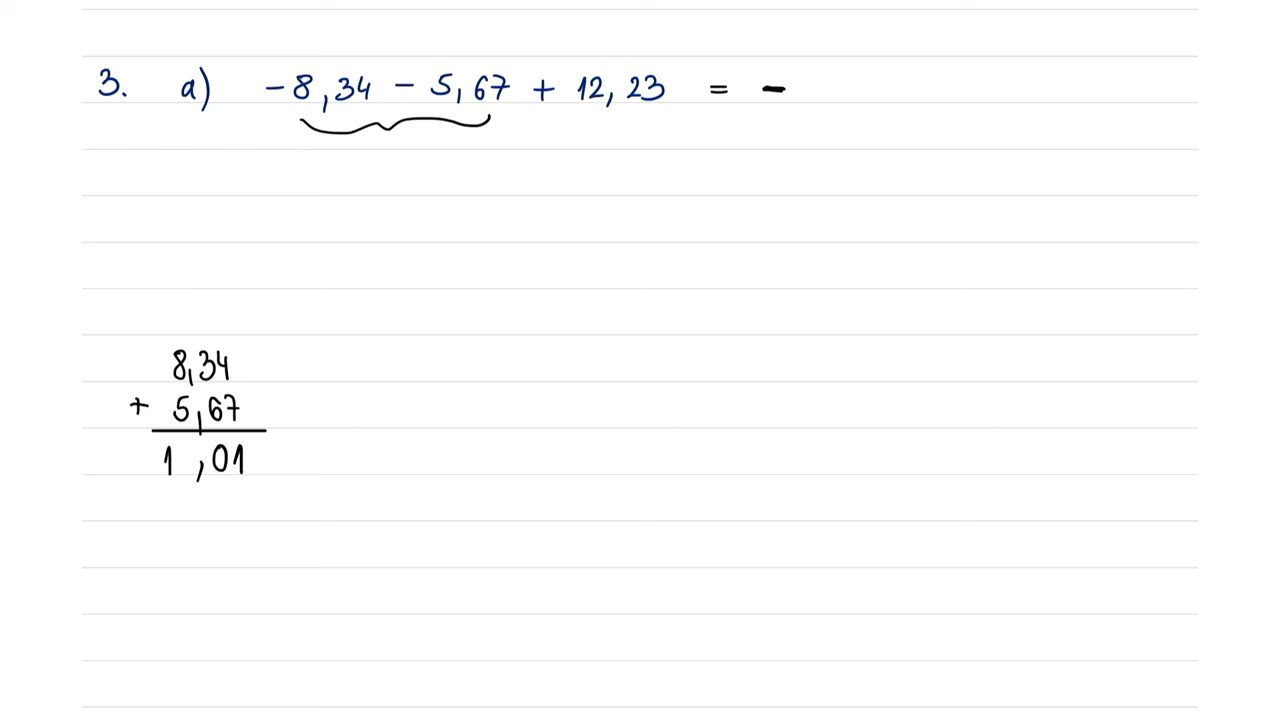 3. a) -8,34 - 5,67 + 12,23 = -
8,34
+ 5,67
1 ,01